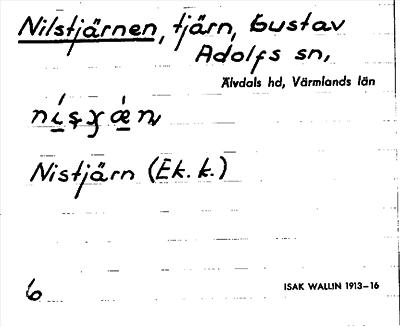 Nilstjärnen, tjärn, Gustav
Adolfs sn,
Älvdals hd, Värmlands län
Nistjärn (Ek. k.)
6
ISAK WALLIN 1913–16